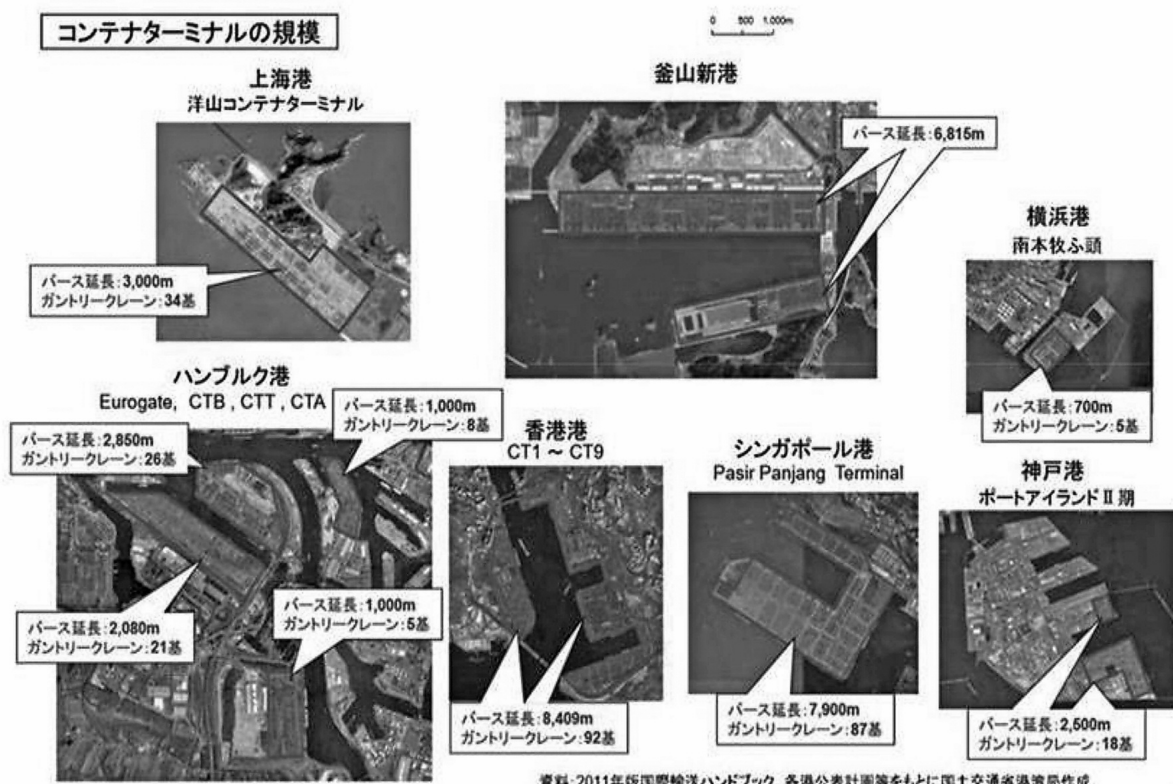 コンテナターミナルの規模
0 500 1,000m
上海港
洋山コンテナターミナル
バース延長:3,000m
ガントリークレーン:34基
釜山新港
バース延長:6,815m
横浜港
南本牧ふ頭
バース延長:700m
ガントリークレーン:5基
ハンブルク港
Eurogate, CTB , CTT , CTA
バース延長:2,850m
ガントリークレーン:26基
バース延長:1,000m
ガントリークレーン:8基
バース延長:2,080m
ガントリークレーン:21基
バース延長:1,000m
ガントリークレーン:5基
香港港
CT1 ~ CT9
バース延長:8,409m
ガントリークレーン:92基
シンガポール港
Pasir Panjang Terminal
バース延長:7,900m
ガントリークレーン:87基
神戸港
ポートアイランドⅡ期
バース延長:2,500m
ガントリークレーン:18基
資料:2011年版国際輸送ハンドブック、各港公表計画等をもとに国土交通省港湾局作成